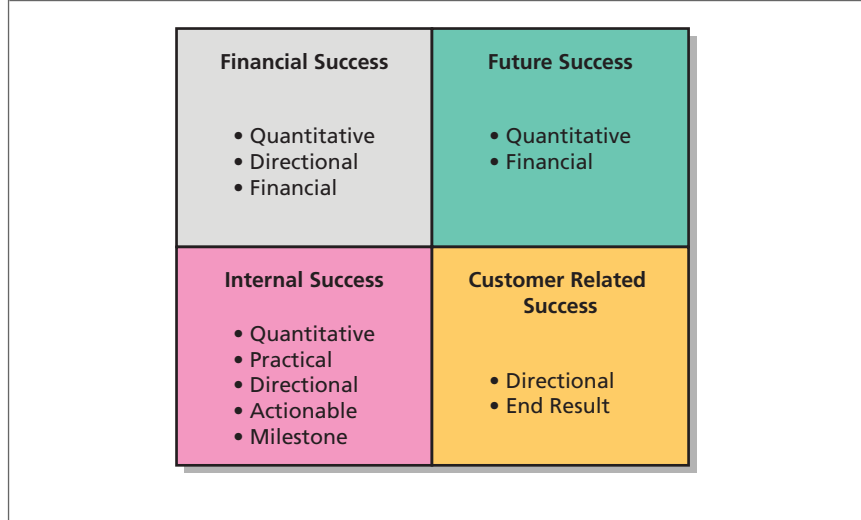 Financial Success
• Quantitative
• Directional
• Financial
Future Success
• Quantitative
• Financial
Internal Success
• Quantitative
• Practical
• Directional
• Actionable
• Milestone
Customer Related
Success
• Directional
• End Result